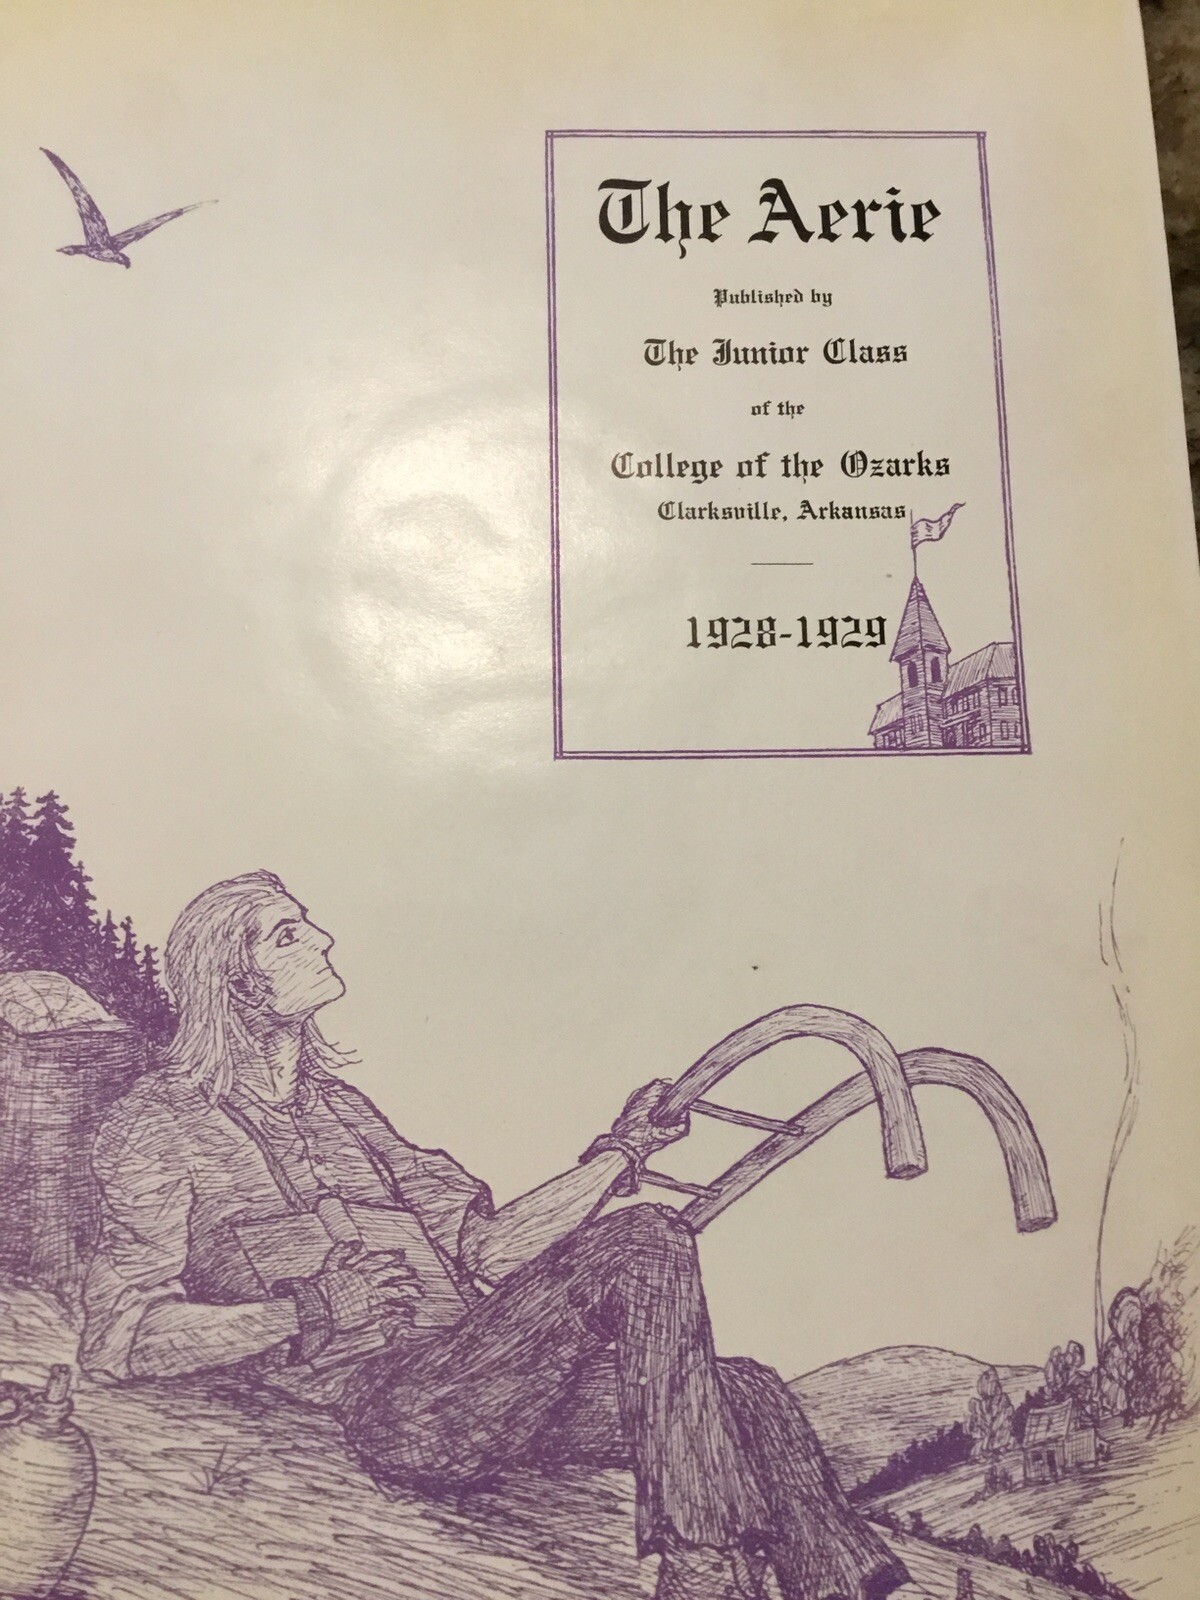 The Aerie
Published by
The Junior Class
of the
College of the Ozarks
Clarksville, Arkansas
1928-1929